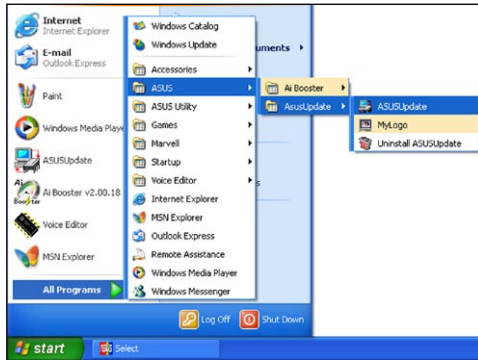 Internet
Internet Explorer
E-mail
Outlook Express
Paint
Windows Media Playe
ASUSUpdate
Ai Booster v2.00.18
Voice Editor
MSN Explorer
All Programs
Windows Catalog
Windows Update
Accessories
ASUS
ASUS Utility
Games
Marvell
Startup
Voice Editor
Internet Explorer
MSN Explorer
Outlook Express
Remote Assistance
Windows Media Player
Windows Messenger
uments
s
Ai Booster
AsusUpdate
ASUSUpdate
MyLogo
Uninstall ASUSUpdate
Log Off
Shut Down
start
Select